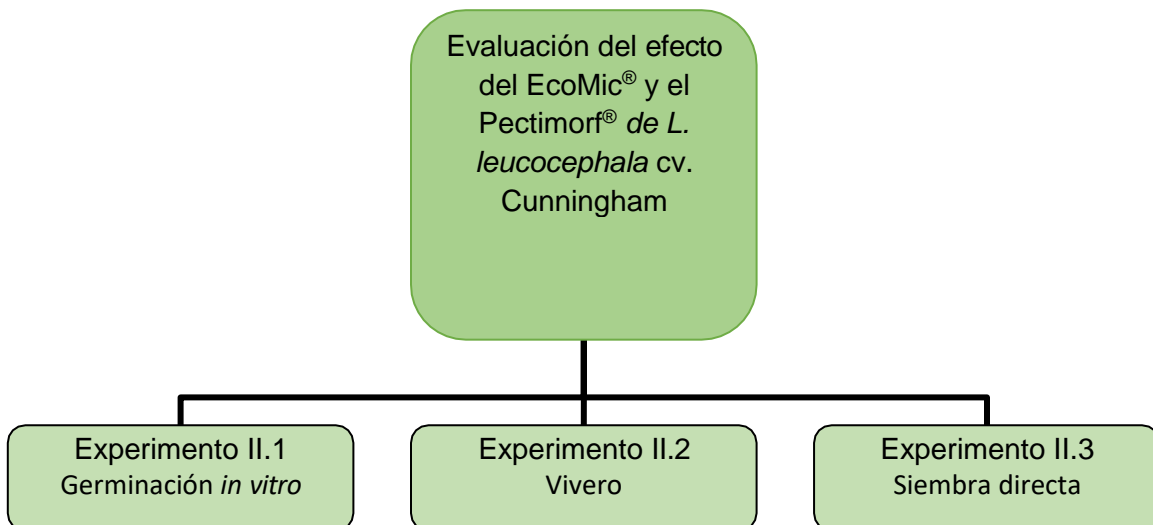 Evaluación del efecto
del EcoMic® y el
Pectimorf® de L.
leucocephala cv.
Cunningham
Experimento II.1
Germinación in vitro
Experimento II.2
Vivero
Experimento II.3
Siembra directa